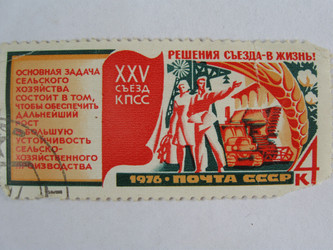 ОСНОВНАЯ ЗАДАЧА
СЕЛЬСКОГО
ХОЗЯЙСТВА
СОСТОИТ В ТОМ,
ЧТОБЫ ОБЕСПЕЧИТЬ
ДАЛЬНЕЙШИЙ
РОСТ
И БОЛЬШУЮ
УСТОЙЧИВОСТЬ
СЕЛЬСКО-
ХОЗЯЙСТВЕННОГО
ПРОИЗВОДСТВА
XXV
СЪЕЗД
КПСС
РЕШЕНИЯ СЪЕЗДА-В ЖИЗНЬ!
1976 • ПОЧТА СССР
4
К